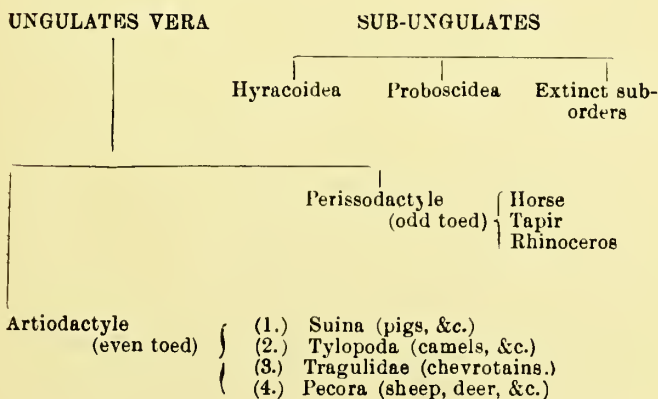 UNGULATES VERA SUB-UNGULATES
Hyracoidea Proboscidea Extinct sub-
orders
Perissodactyle Horse
(odd toed) Tapir
Rhinoceros
Artiodactyle (1.) Suina (pigs, &c.)
(even toed) (2.) Tylopoda (camels, &c.)
(3.) Tragulidae (chevrotains.)
(4.) Pecora (sheep, deer, &c.)